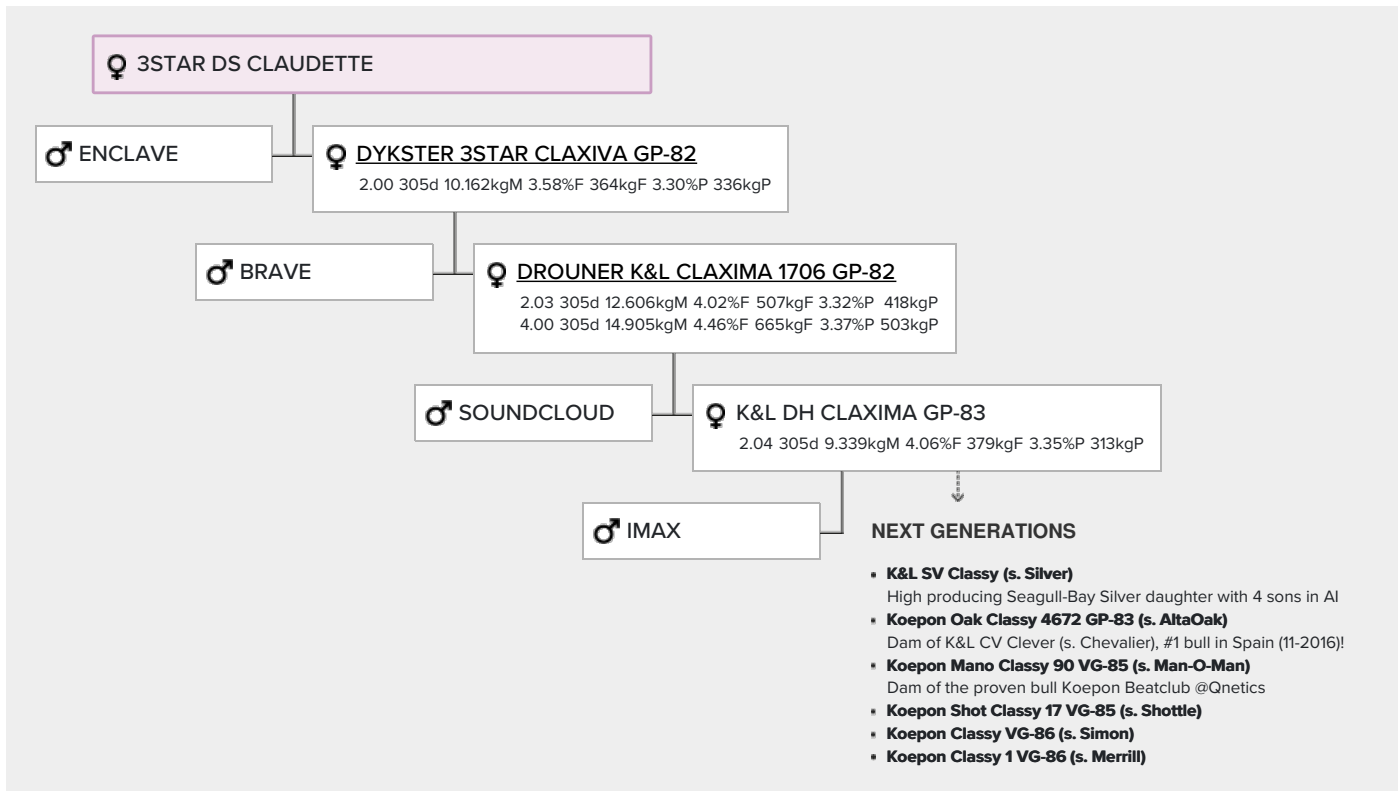 3STAR DS CLAUDETTE
ENCLAVE
DYKSTER 3STAR CLAXIVA GP-82
2.00 305d 10.162kgM 3.58%F 364kgF 3.30%P 336kgP
BRAVE
DROUNER K&L CLAXIMA 1706 GP-82
2.03 305d 12.606kgM 4.02%F 507kgF 3.32%P 418kgP
4.00 305d 14.905kgM 4.46%F 665kgF 3.37%P 503kgP
SOUNDCLOUD
K&L DH CLAXIMA GP-83
2.04 305d 9.339kgM 4.06%F 379kgF 3.35%P 313kgP
IMAX
NEXT GENERATIONS
K&L SV Classy (s. Silver)
High producing Seagull-Bay Silver daughter with 4 sons in AI
Koepon Oak Classy 4672 GP-83 (s. AltaOak)
Dam of K&L CV Clever (s. Chevalier), #1 bull in Spain (11-2016)!
Koepon Mano Classy 90 VG-85 (s. Man-O-Man)
Dam of the proven bull Koepon Beatclub @Qnetics
Koepon Shot Classy 17 VG-85 (s. Shottle)
Koepon Classy VG-86 (s. Simon)
Koepon Classy 1 VG-86 (s. Merrill)